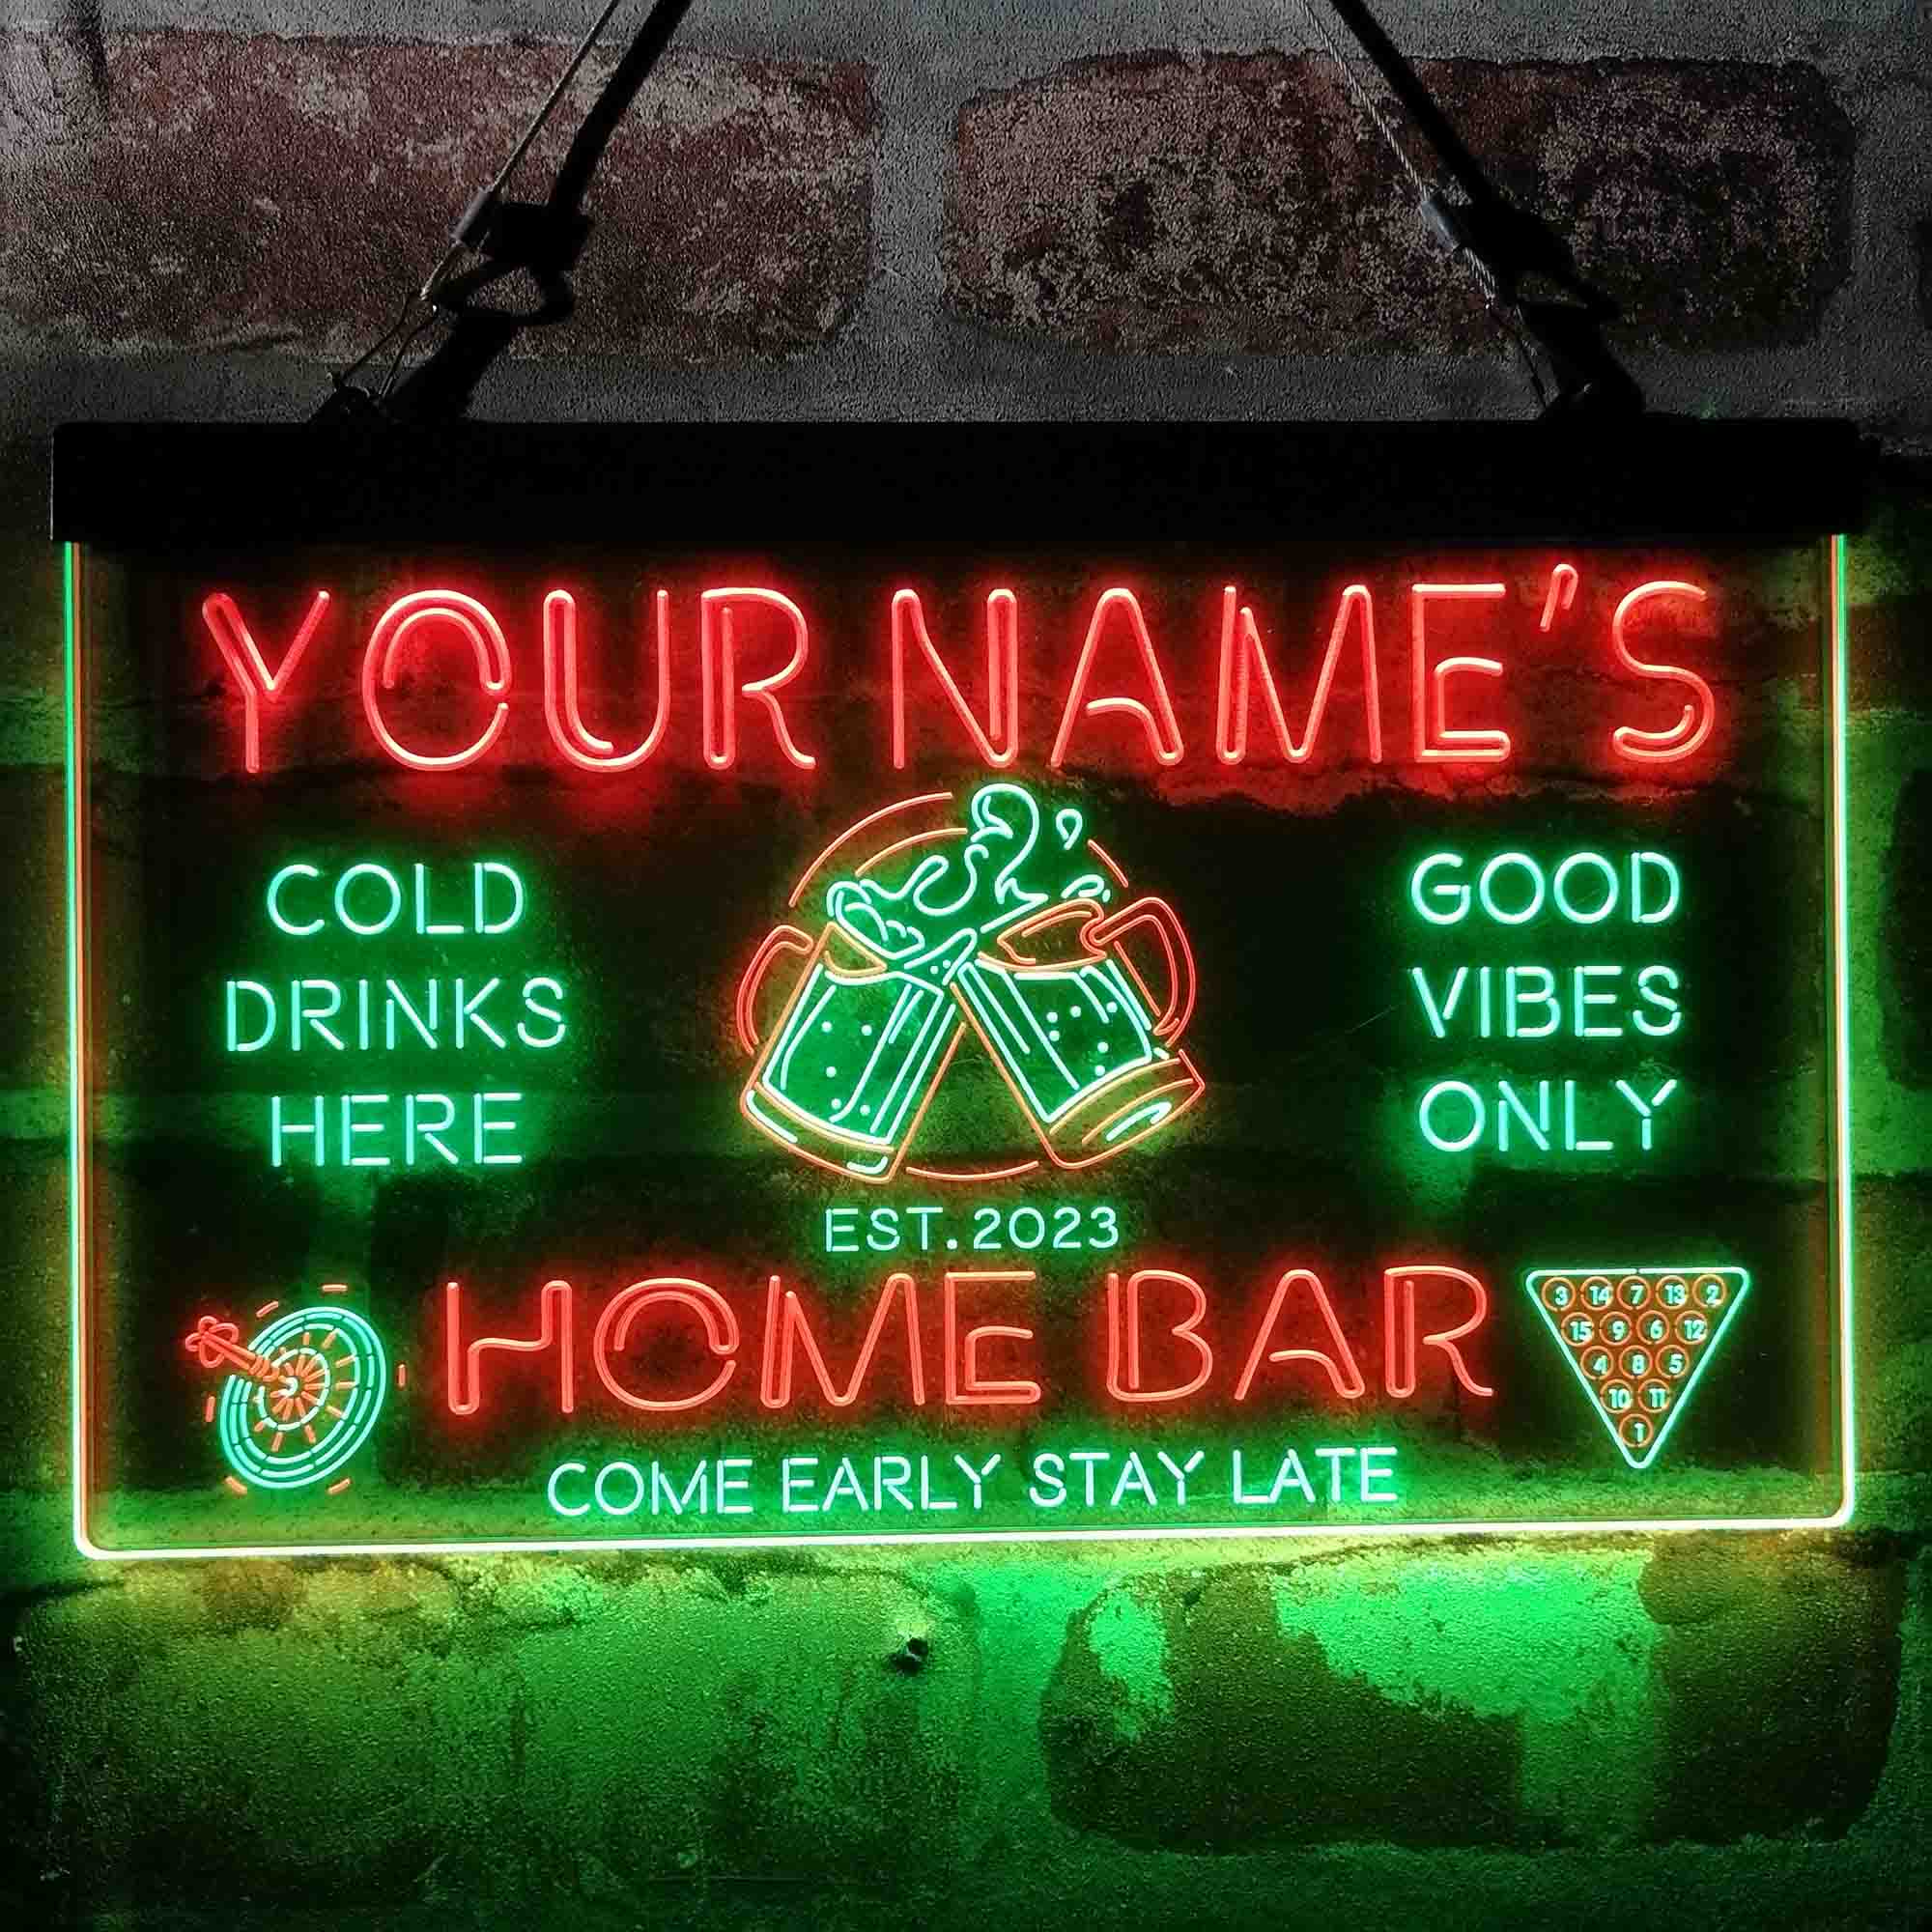 YOUR NAME'S
COLD
DRINKS
HERE
GOOD
VIBES
ONLY
EST.2023
HOME BAR
3 14 7 13 2
15 9 6 12
4 8 5
10 11
1
COME EARLY STAY LATE